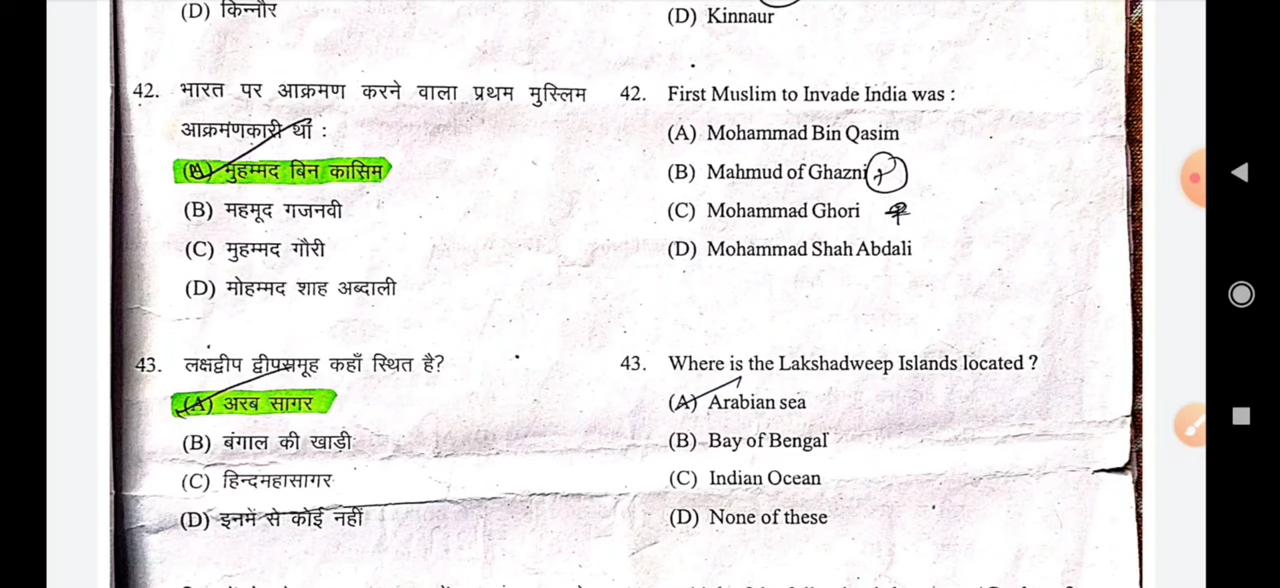 (D) किन्नौर
42. भारत पर आक्रमण करने वाला प्रथम मुस्लिम
आक्रमणकारी था :
(A) मुहम्मद बिन कासिम
(B) महमूद गजनवी
(C) मुहम्मद गौरी
(D) मोहम्मद शाह अब्दाली
43. लक्षद्वीप द्वीपसमूह कहाँ स्थित है?
(A) अरब सागर
(B) बंगाल की खाड़ी
(C) हिन्दमहासागर
(D) इनमें से कोई नहीं
(D) Kinnaur
42. First Muslim to Invade India was :
(A) Mohammad Bin Qasim
(B) Mahmud of Ghazni
(C) Mohammad Ghori
(D) Mohammad Shah Abdali
43. Where is the Lakshadweep Islands located ?
(A) Arabian sea
(B) Bay of Bengal
(C) Indian Ocean
(D) None of these